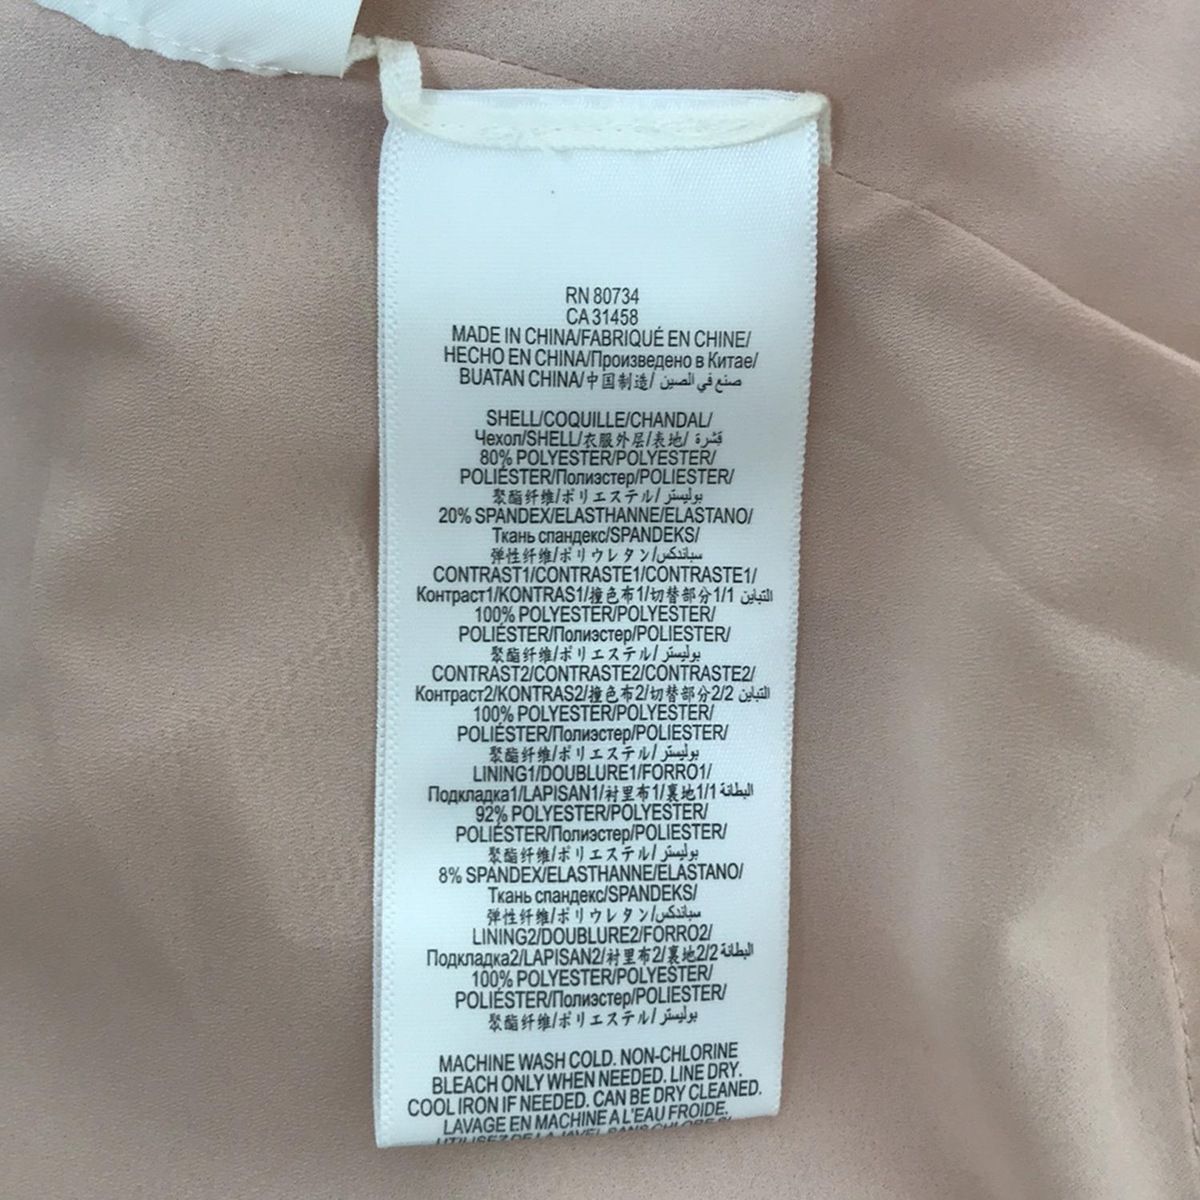 RN 80734
CA 31458
MADE IN CHINA/FABRIQUÉ EN CHINE/
HECHO EN CHINA/Произведено в Китае/
BUATAN CHINA/中国制造/ صنع في الصين
SHELL/COQUILLE/CHANDAL/
Чехол/SHELL/衣服外层/表地/ قشرة
80% POLYESTER/POLYESTER/
POLIÉSTER/Полиэстер/POLIESTER/
聚酯纤维/ポリエステル/ بوليستر
20% SPANDEX/ELASTHANNE/ELASTANO/
Ткань спандекс/SPANDEKS/
弹性纤维/ポリウレタン/سباندكس
CONTRAST1/CONTRASTE1/CONTRASTE1/
Контраст1/KONTRAS1/撞色布1/切替部分1/1 التباين
100% POLYESTER/POLYESTER/
POLIÉSTER/Полиэстер/POLIESTER/
聚酯纤维/ポリエステル/ بوليستر
CONTRAST2/CONTRASTE2/CONTRASTE2/
Контраст2/KONTRAS2/撞色布2/切替部分2/2 التباين
100% POLYESTER/POLYESTER/
POLIÉSTER/Полиэстер/POLIESTER/
聚酯纤维/ポリエステル/ بوليستر
LINING1/DOUBLURE1/FORRO1/
Подкладка1/LAPISAN1/衬里布1/裏地1/1 البطانة
92% POLYESTER/POLYESTER/
POLIÉSTER/Полиэстер/POLIESTER/
聚酯纤维/ポリエステル/ بوليستر
8% SPANDEX/ELASTHANNE/ELASTANO/
Ткань спандекс/SPANDEKS/
弹性纤维/ポリウレタン/سباندكس
LINING2/DOUBLURE2/FORRO2/
Подкладка2/LAPISAN2/衬里布2/裏地2/2 البطانة
100% POLYESTER/POLYESTER/
POLIÉSTER/Полиэстер/POLIESTER/
聚酯纤维/ポリエステル/ بوليستر
MACHINE WASH COLD. NON-CHLORINE
BLEACH ONLY WHEN NEEDED. LINE DRY.
COOL IRON IF NEEDED. CAN BE DRY CLEANED.
LAVAGE EN MACHINE A L'EAU FROIDE.
UTILISEZ DE LA JAVEL SANS CHLORE SI